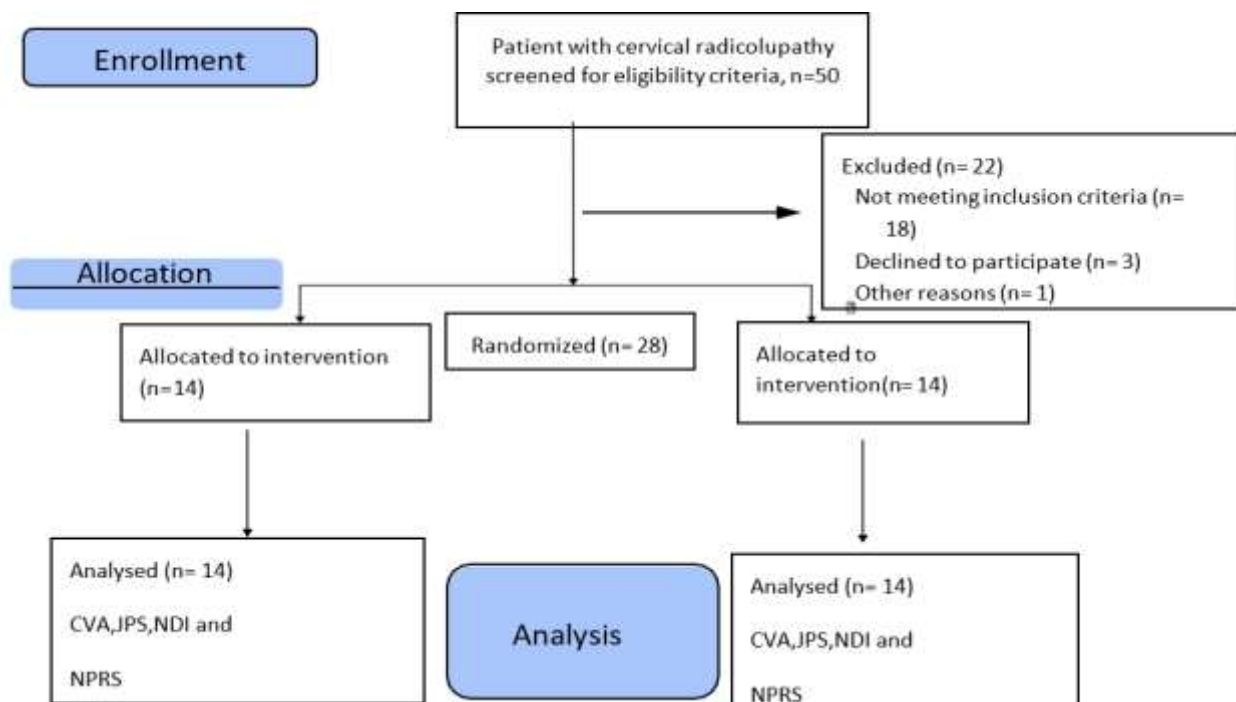 Enrollment
Patient with cervical radicolupathy
screened for eligibility criteria, n=50
Excluded (n= 22)
Not meeting inclusion criteria (n=
18)
Declined to participate (n= 3)
Other reasons (n= 1)
Allocation
Allocated to intervention
(n=14)
Randomized (n= 28)
Allocated to
intervention(n= 14)
Analysed (n= 14)
CVA,JPS,NDI and
NPRS
Analysis
Analysed (n= 14)
CVA,JPS,NDI and
NPRS